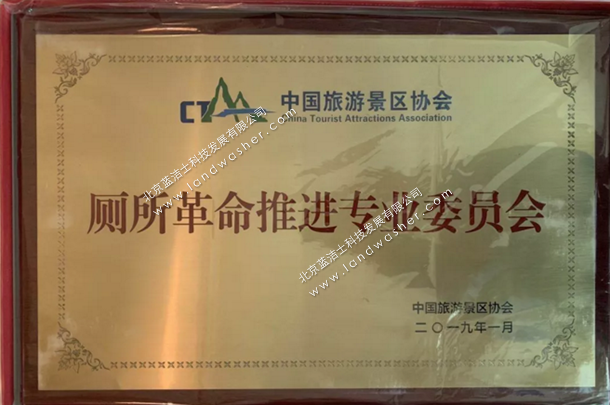 CT
中国旅游景区协会
China Tourist Attractions Association
厕所革命推进专业委员会
中国旅游景区协会
二〇一九年一月
北京蓝洁士科技发展有限公司
www.landwasher.com
北京蓝洁士科技发展有限公司
www.landwasher.com